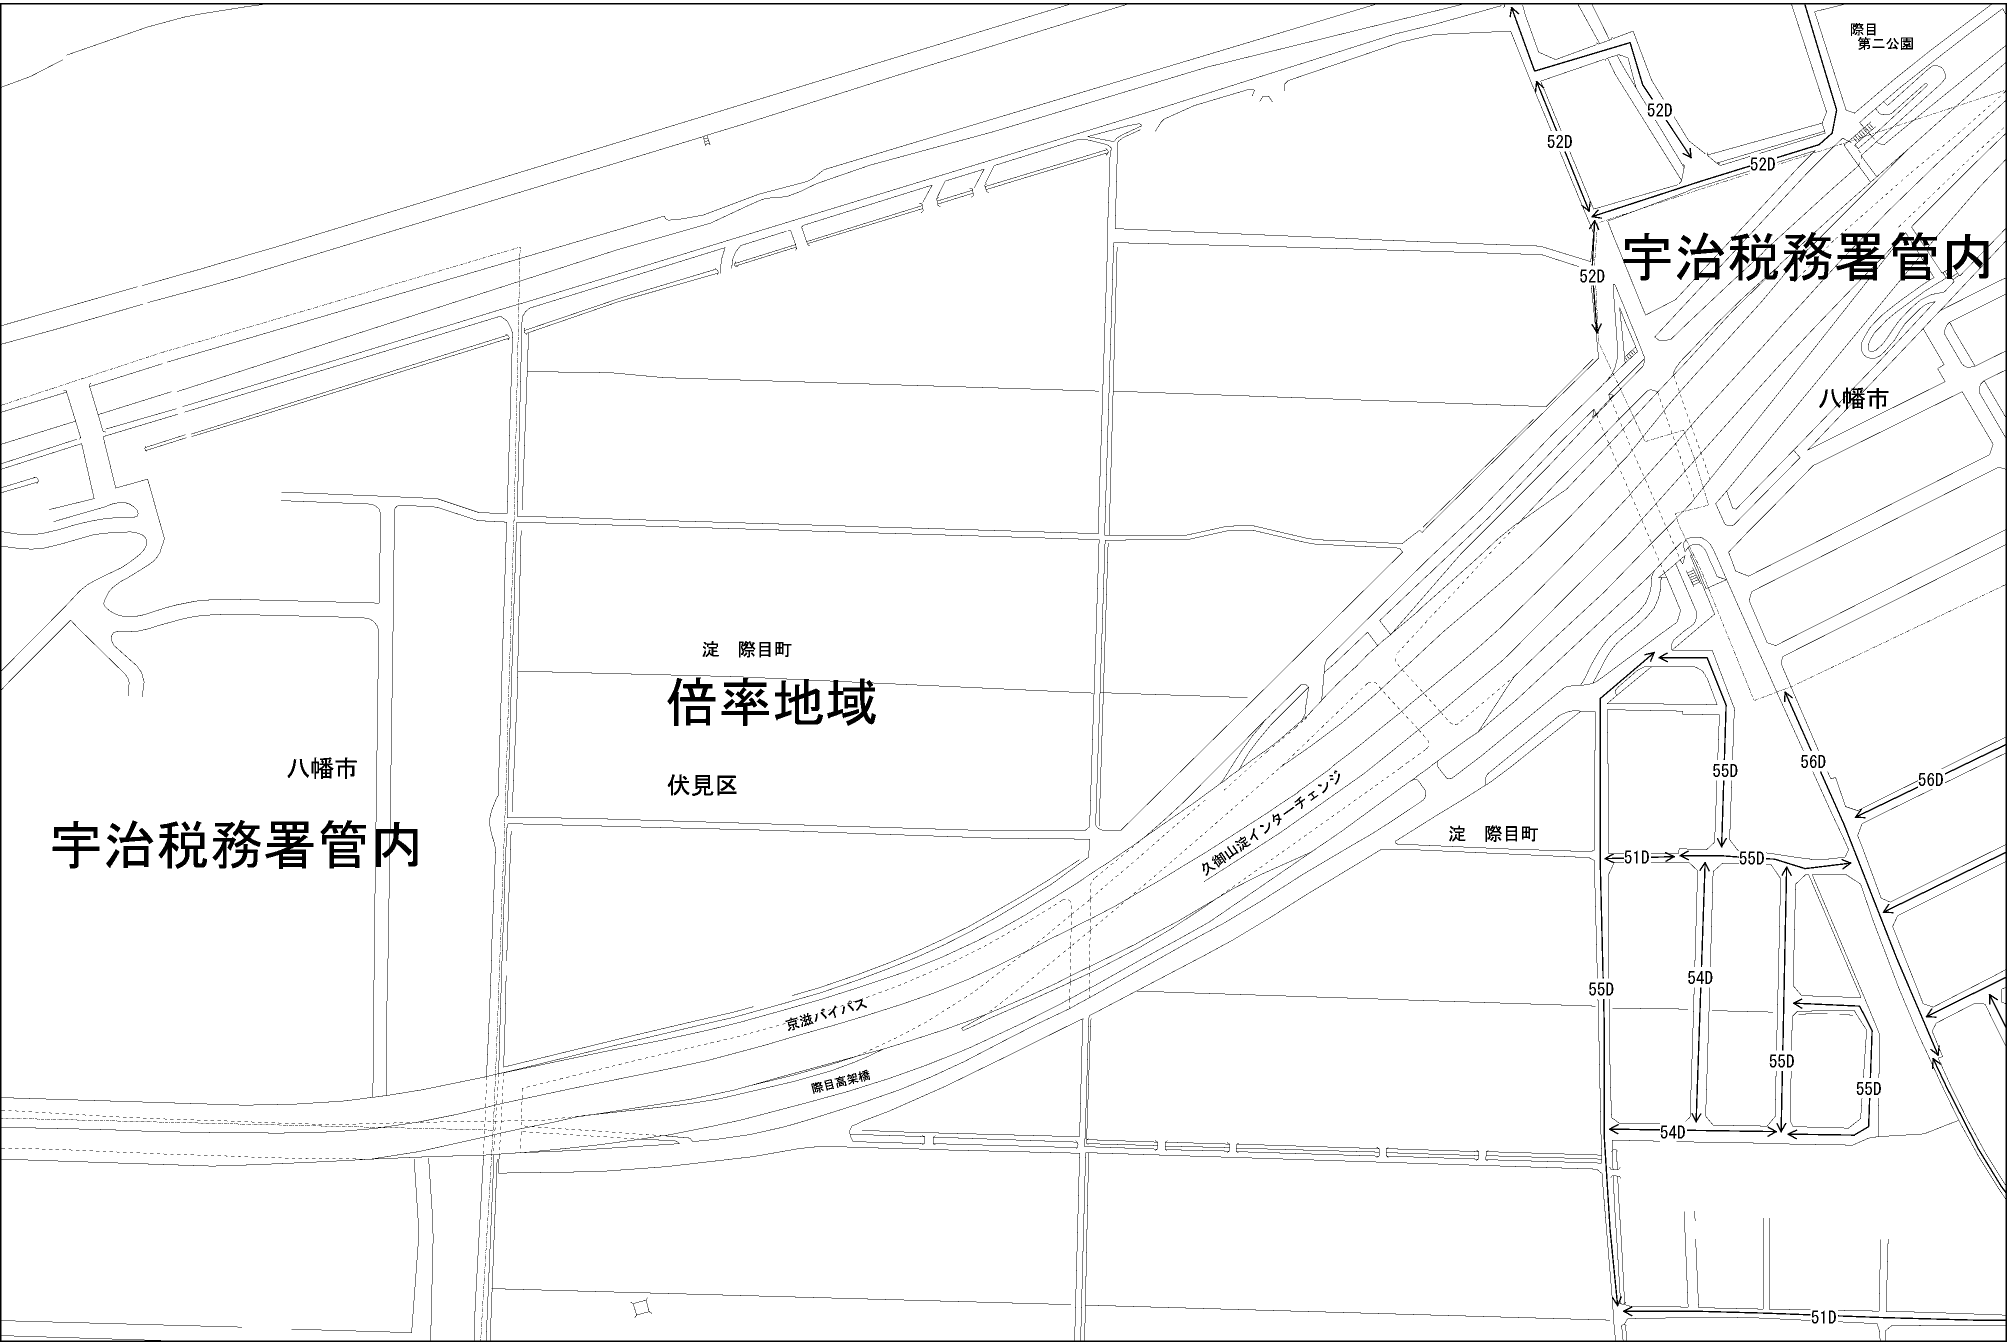 際目
第二公園
52D
52D
52D
宇治税務署管内
52D
八幡市
淀　際目町
倍率地域
八幡市
伏見区
宇治税務署管内
久御山淀インターチェンジ
淀　際目町
56D
55D
56D
51D
55D
54D
55D
京滋バイパス
55D
際目高架橋
55D
54D
51D